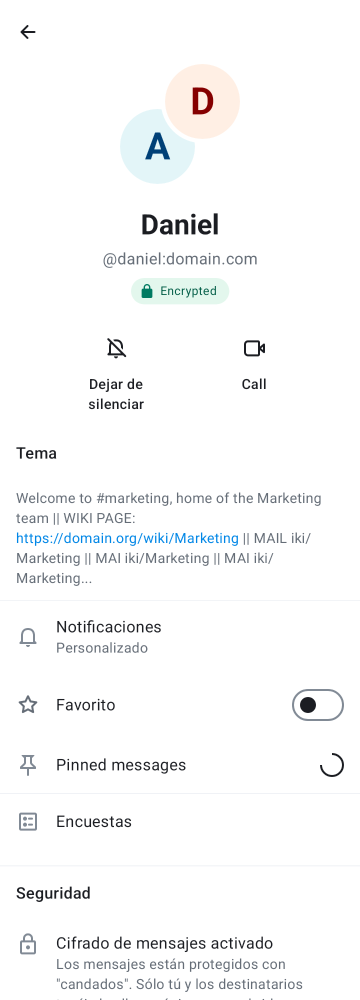 D
A
Daniel
@daniel:domain.com
Encrypted
Dejar de
silenciar
Call
Tema
Welcome to #marketing, home of the Marketing
team || WIKI PAGE:
https://domain.org/wiki/Marketing || MAIL iki/
Marketing || MAI iki/Marketing || MAI iki/
Marketing...
Notificaciones
Personalizado
Favorito
Pinned messages
Encuestas
Seguridad
Cifrado de mensajes activado
Los mensajes están protegidos con
"candados". Sólo tú y los destinatarios